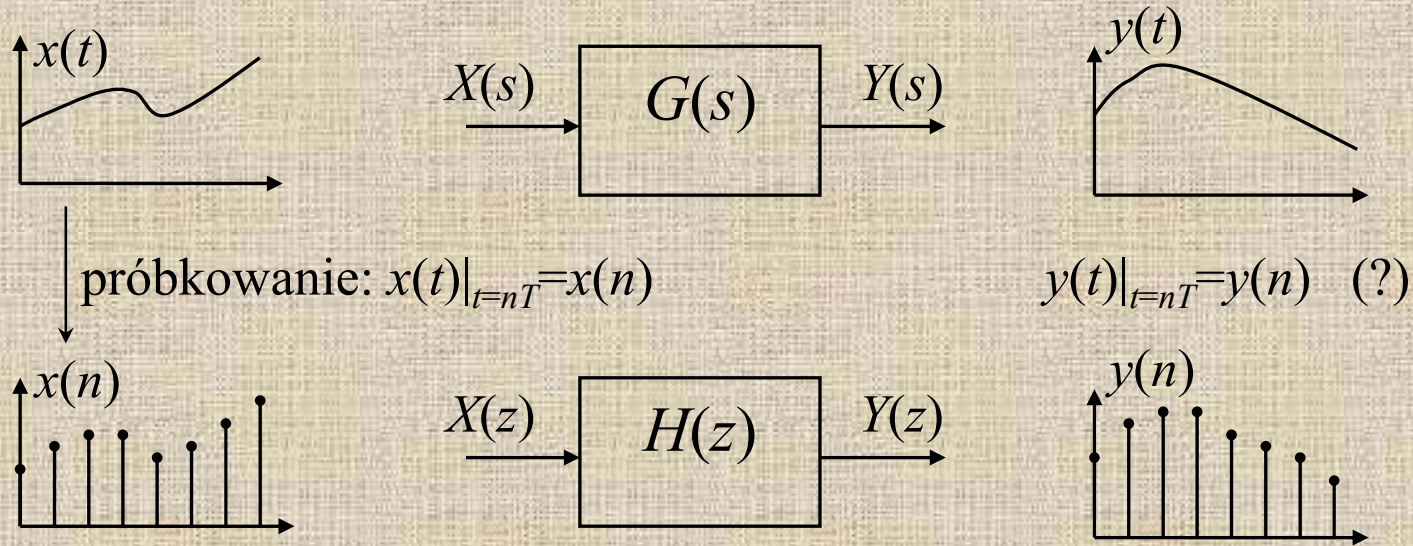 x(t) X(s) G(s) Y(s) y(t)
próbkowanie: x(t)|t=nT=x(n) y(t)|t=nT=y(n) (?)
x(n) X(z) H(z) Y(z) y(n)